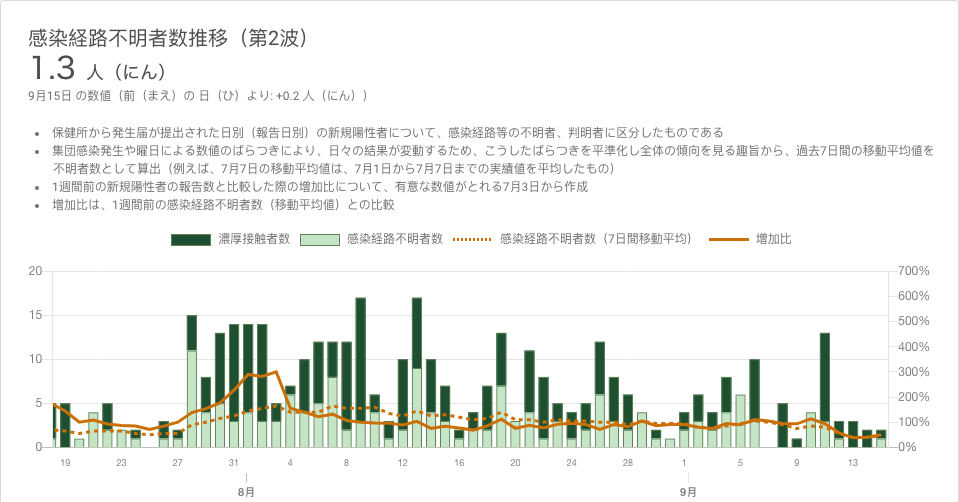 感染経路不明者数推移（第2波）
1.3 人（にん）
9月15日 の数値（前（まえ）の 日（ひ）より: +0.2 人（にん））
• 保健所から発生届が提出された日別（報告日別）の新規陽性者について、感染経路等の不明者、判明者に区分したものである
• 集団感染発生や曜日による数値のばらつきにより、日々の結果が変動するため、こうしたばらつきを平準化し全体の傾向を見る趣旨から、過去7日間の移動平均値を
不明者数として算出（例えば、7月7日の移動平均値は、7月1日から7月7日までの実績値を平均したもの）
• 1週間前の新規陽性者の報告数と比較した際の増加比について、有意な数値がとれる7月3日から作成
• 増加比は、1週間前の感染経路不明者数（移動平均値）との比較
濃厚接触者数 感染経路不明者数 感染経路不明者数（7日間移動平均） 増加比
20 700%
600%
15 500%
10 400%
300%
5 200%
100%
0 0%
19 23 27 31 4 8 12 16 20 24 28 1 5 9 13
8月 9月